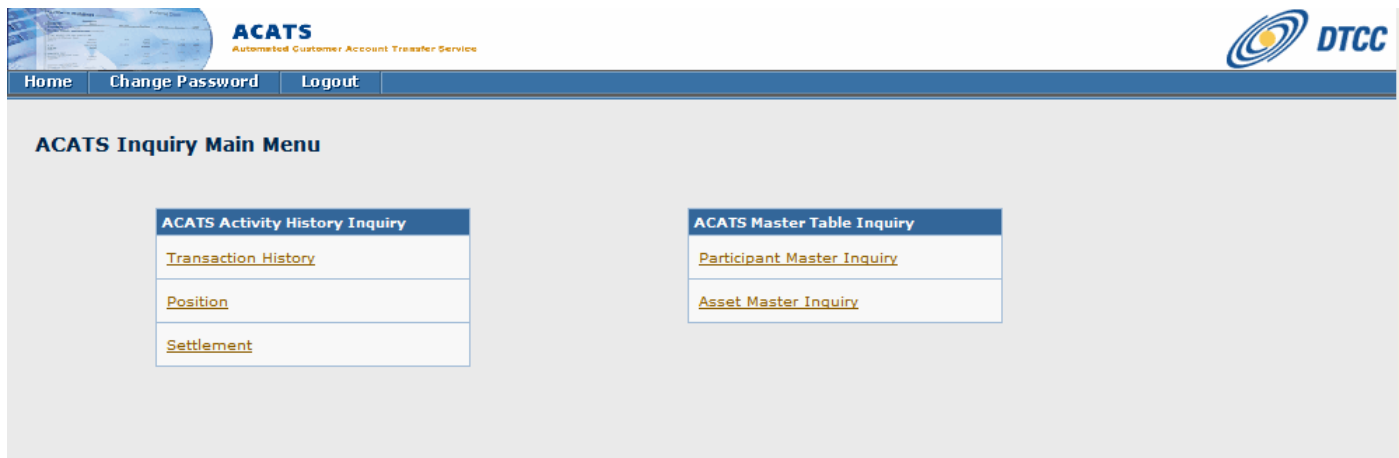 ACATS
Automated Customer Account Transfer Service
DTCC
Home Change Password Logout
ACATS Inquiry Main Menu
ACATS Activity History Inquiry
Transaction History
Position
Settlement
ACATS Master Table Inquiry
Participant Master Inquiry
Asset Master Inquiry